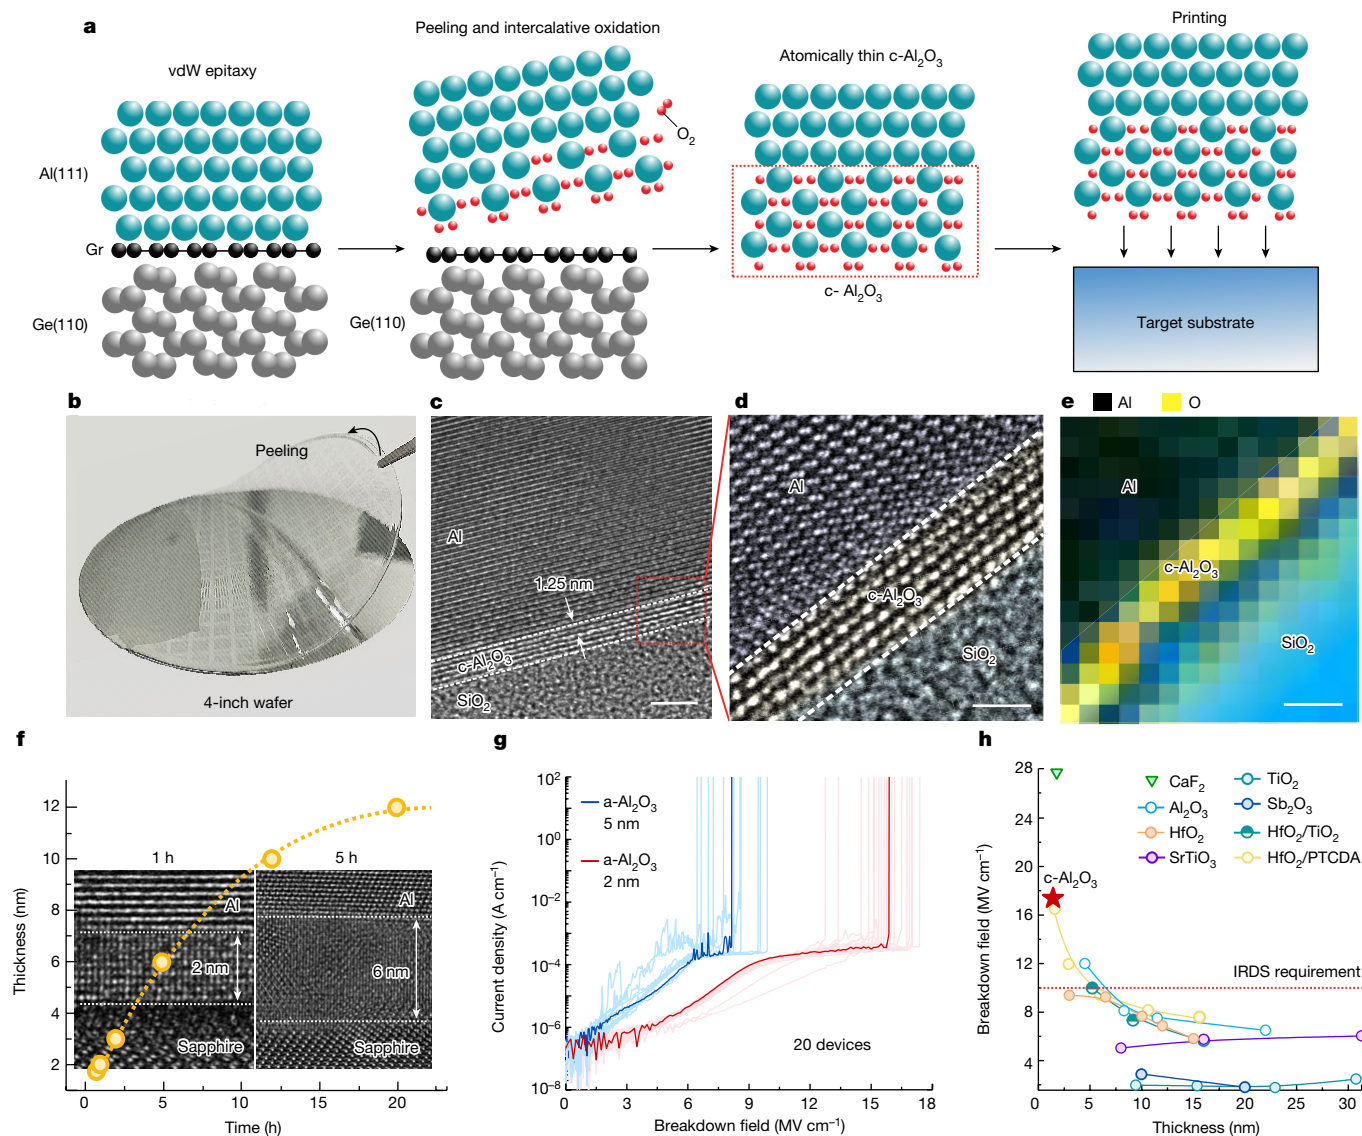 a
vdW epitaxy
Peeling and intercalative oxidation
Atomically thin c-Al₂O₃
Printing
Al(111)
Gr
Ge(110)
O₂
Ge(110)
c- Al₂O₃
Target substrate
b
Peeling
4-inch wafer
c
Al
1.25 nm
c-Al₂O₃
SiO₂
d
Al
c-Al₂O₃
SiO₂
e
Al
O
Al
c-Al₂O₃
SiO₂
f
Thickness (nm)
12
10
8
6
4
2
1 h
5 h
Al
Al
2 nm
6 nm
Sapphire
Sapphire
0
5
10
15
20
Time (h)
g
Current density (A cm⁻¹)
10²
10⁰
10⁻²
10⁻⁴
10⁻⁶
10⁻⁸
a-Al₂O₃
5 nm
a-Al₂O₃
2 nm
20 devices
0
3
6
9
12
15
18
Breakdown field (MV cm⁻¹)
h
Breakdown field (MV cm⁻¹)
28
24
20
16
12
8
4
CaF₂
Al₂O₃
HfO₂
SrTiO₃
TiO₂
Sb₂O₃
HfO₂/TiO₂
HfO₂/PTCDA
c-Al₂O₃
IRDS requirement
0
5
10
15
20
25
30
Thickness (nm)